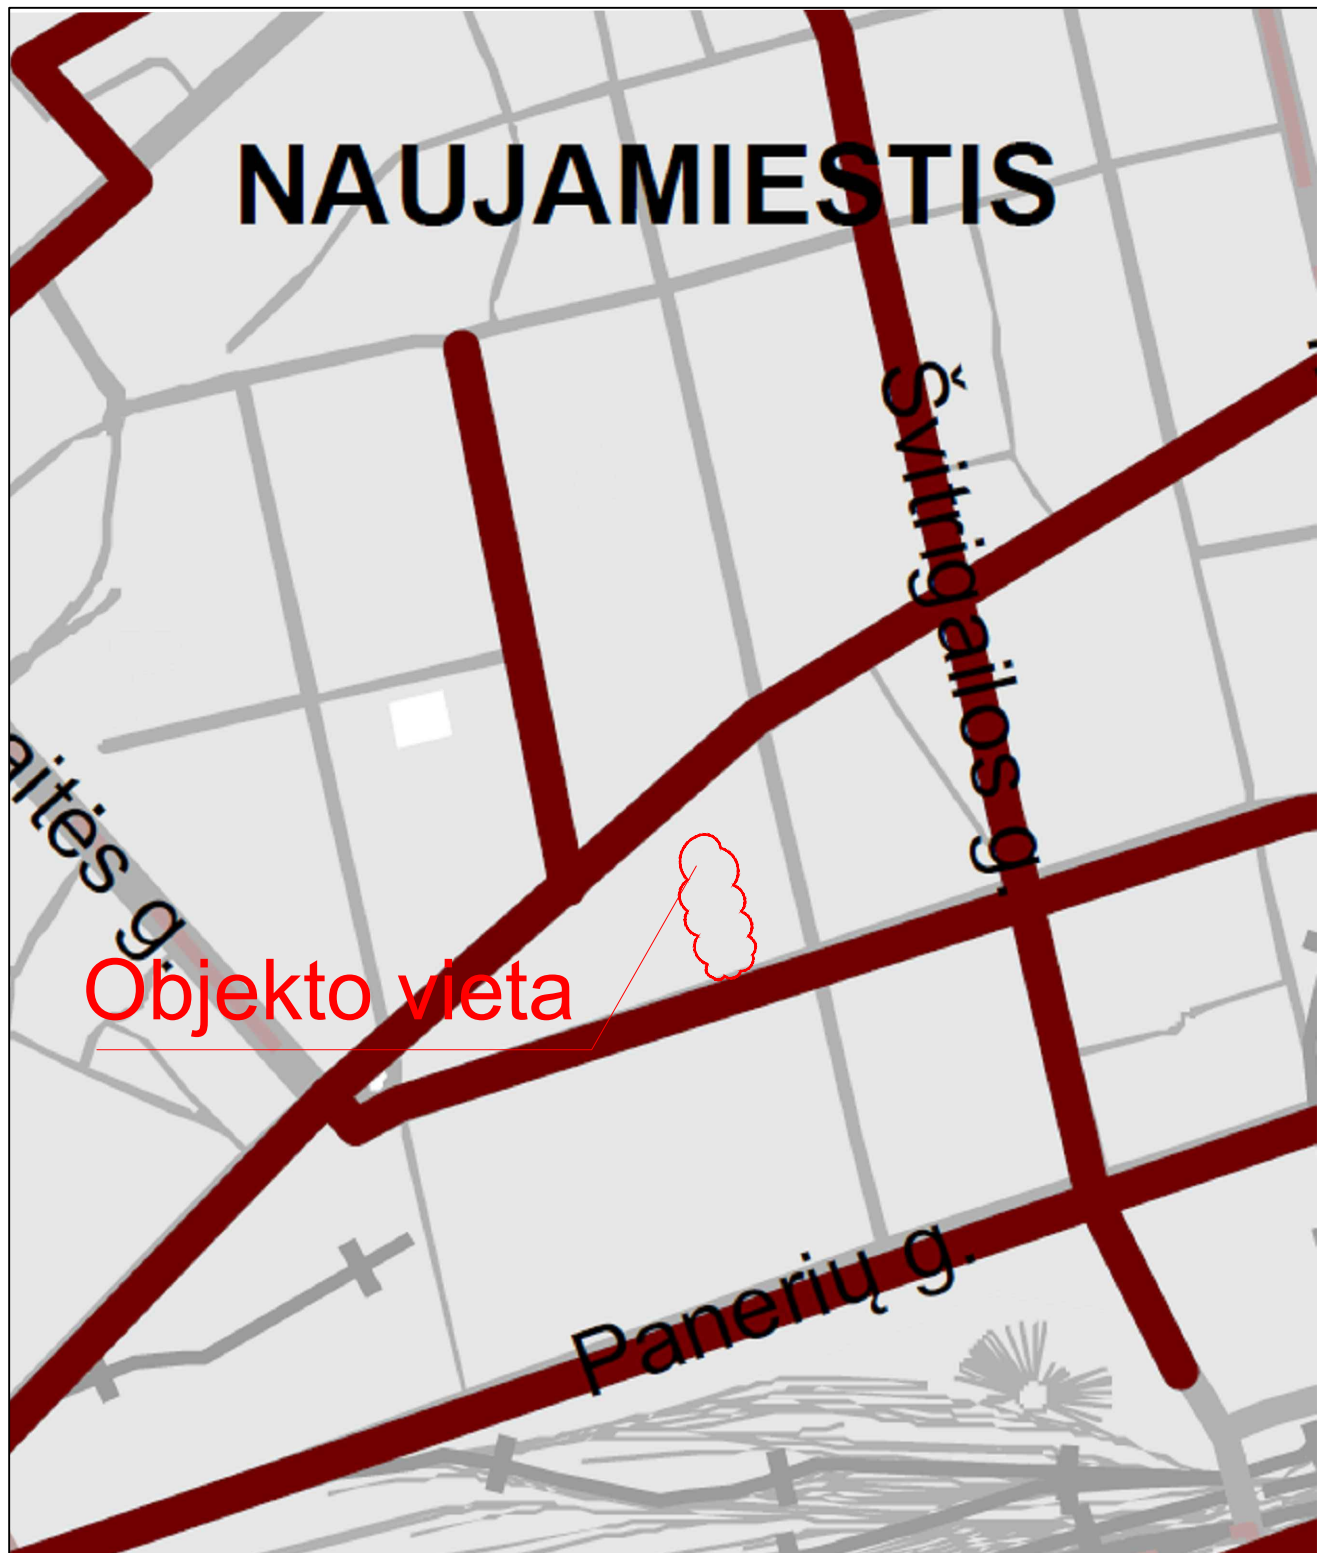 NAUJAMIESTIS
Švitrigailos g.
aitės g.
Objekto vieta
Panerių g.